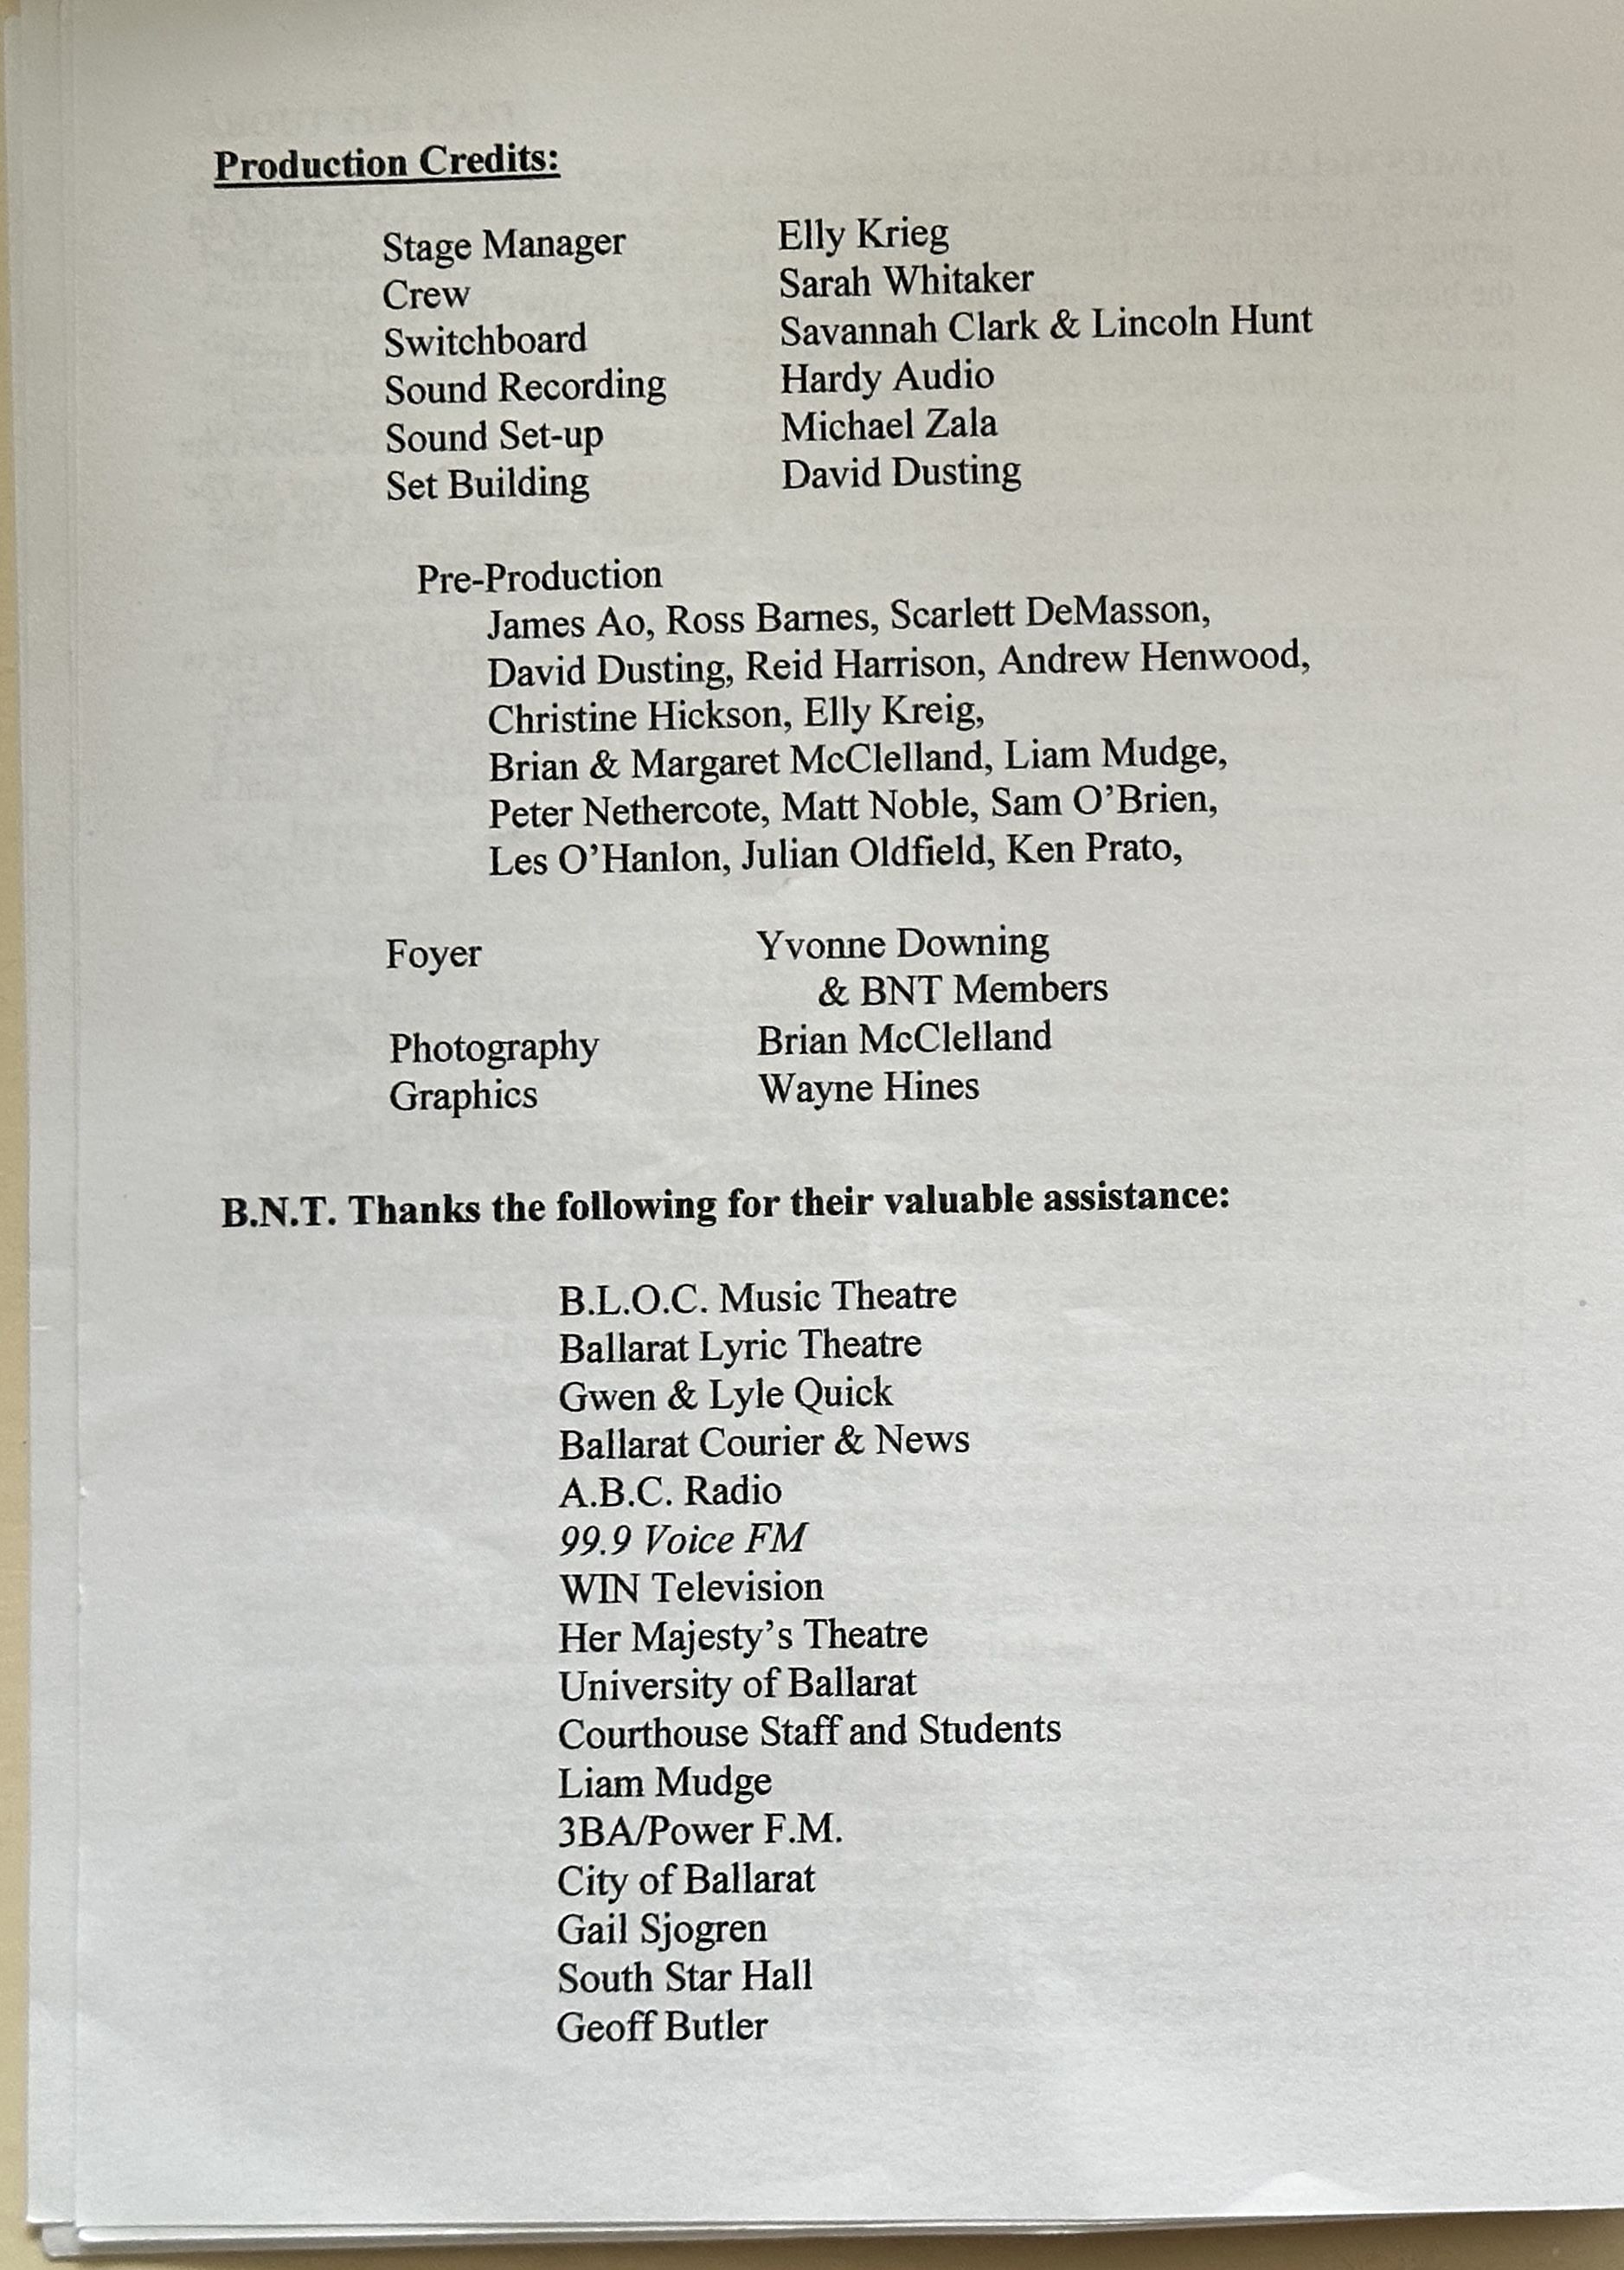 Production Credits:
Stage Manager Elly Krieg
Crew Sarah Whitaker
Switchboard Savannah Clark & Lincoln Hunt
Sound Recording Hardy Audio
Sound Set-up Michael Zala
Set Building David Dusting
Pre-Production
James Ao, Ross Barnes, Scarlett DeMasson,
David Dusting, Reid Harrison, Andrew Henwood,
Christine Hickson, Elly Kreig,
Brian & Margaret McClelland, Liam Mudge,
Peter Nethercote, Matt Noble, Sam O’Brien,
Les O’Hanlon, Julian Oldfield, Ken Prato,
Foyer Yvonne Downing
& BNT Members
Photography Brian McClelland
Graphics Wayne Hines
B.N.T. Thanks the following for their valuable assistance:
B.L.O.C. Music Theatre
Ballarat Lyric Theatre
Gwen & Lyle Quick
Ballarat Courier & News
A.B.C. Radio
99.9 Voice FM
WIN Television
Her Majesty’s Theatre
University of Ballarat
Courthouse Staff and Students
Liam Mudge
3BA/Power F.M.
City of Ballarat
Gail Sjogren
South Star Hall
Geoff Butler